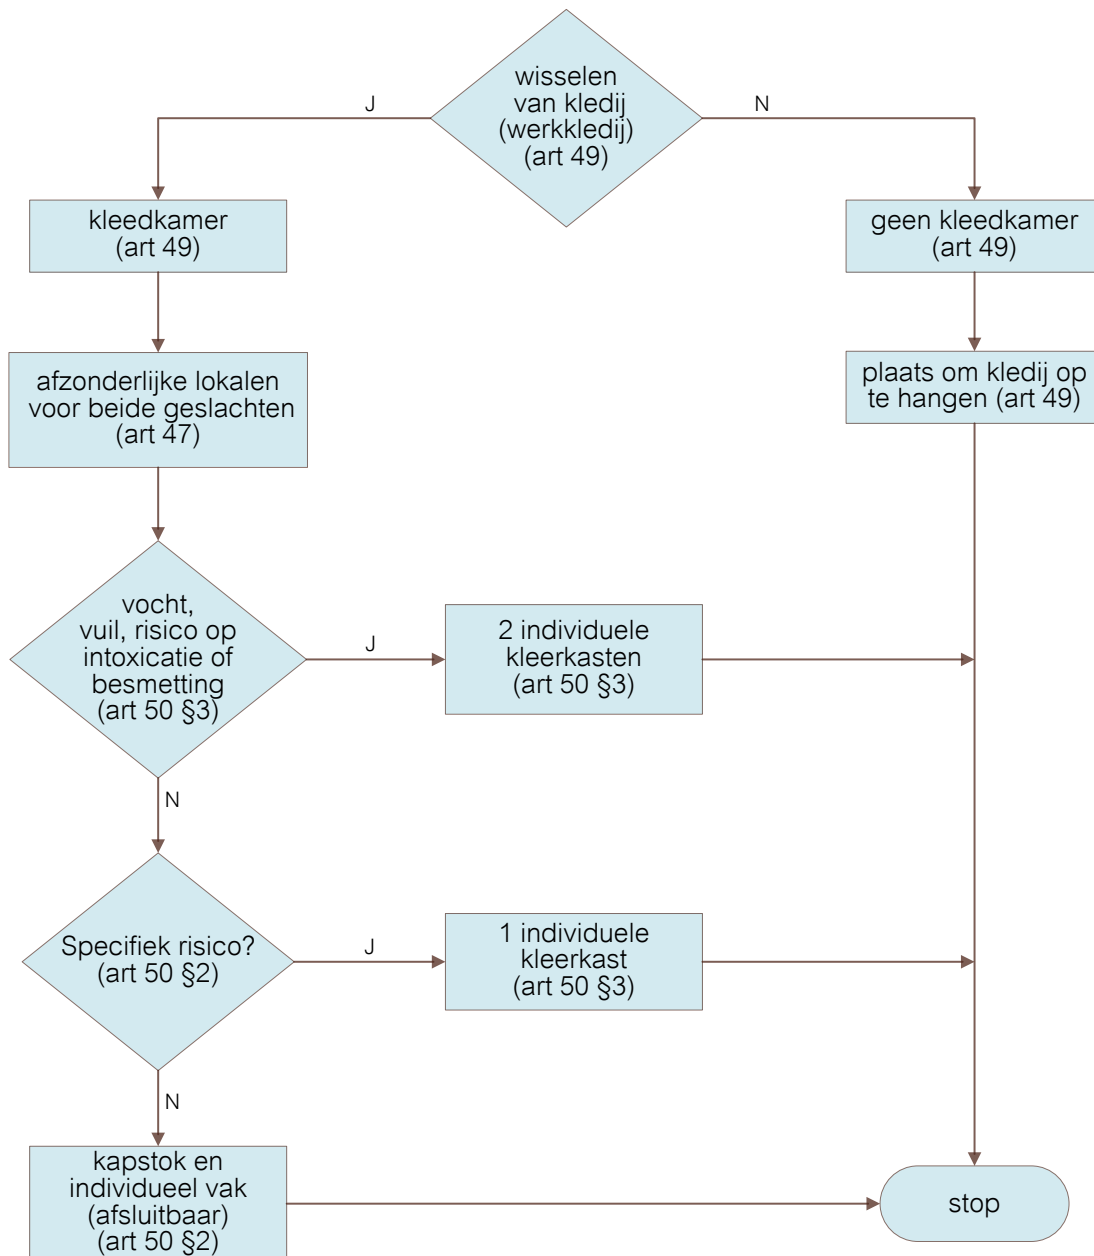 wisselen
van kledij
(werkkledij)
(art 49)
J
N
kleedkamer
(art 49)
geen kleedkamer
(art 49)
afzonderlijke lokalen
voor beide geslachten
(art 47)
plaats om kledij op
te hangen (art 49)
vocht,
vuil, risico op
intoxicatie of
besmetting
(art 50 §3)
J
2 individuele
kleerkasten
(art 50 §3)
N
Specifiek risico?
(art 50 §2)
J
1 individuele
kleerkast
(art 50 §3)
N
kapstok en
individueel vak
(afsluitbaar)
(art 50 §2)
stop